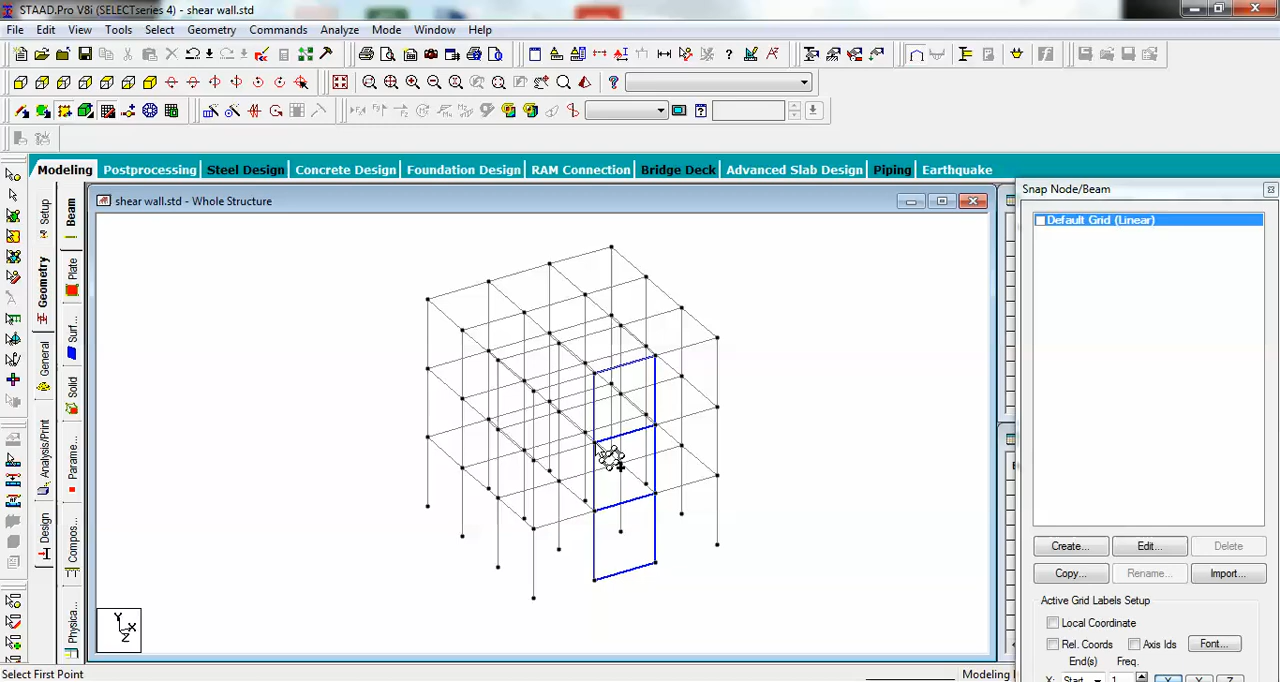 STAAD.Pro V8i (SELECTseries 4) - shear wall.std
File Edit View Tools Select Geometry Commands Analyze Mode Window Help
Modeling Postprocessing Steel Design Concrete Design Foundation Design RAM Connection Bridge Deck Advanced Slab Design Piping Earthquake
Setup
Geometry
General
Analysis/Print
Design
Beam
Plate
Surf...
Solid
Parame...
Compos...
Physica...
shear wall.std - Whole Structure
Y
X
Z
Snap Node/Beam
Default Grid (Linear)
Create... Edit... Delete
Copy... Rename... Import...
Active Grid Labels Setup
Local Coordinate
Rel. Coords Axis Ids Font...
End(s) Freq.
X: Start 1 X Y Z
Select First Point
Modeling